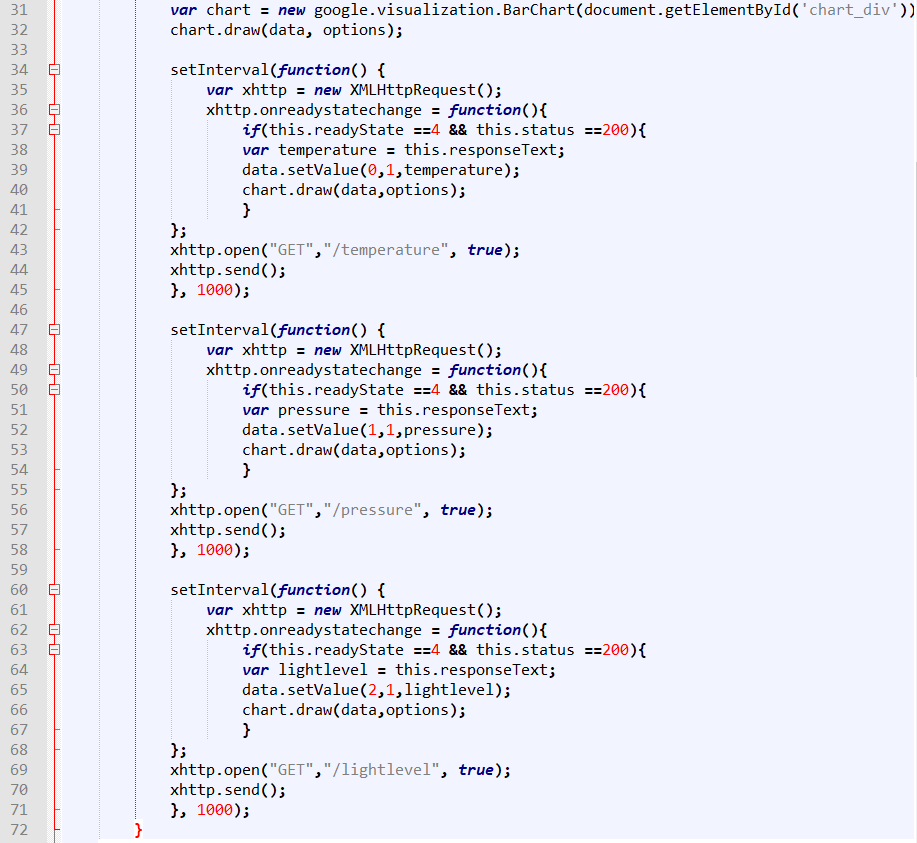 31 var chart = new google.visualization.BarChart(document.getElementById('chart_div'))
32 chart.draw(data, options);
33
34 setInterval(function() {
35 var xhttp = new XMLHttpRequest();
36 xhttp.onreadystatechange = function(){
37 if(this.readyState ==4 && this.status ==200){
38 var temperature = this.responseText;
39 data.setValue(0,1,temperature);
40 chart.draw(data,options);
41 }
42 };
43 xhttp.open("GET","/temperature", true);
44 xhttp.send();
45 }, 1000);
46
47 setInterval(function() {
48 var xhttp = new XMLHttpRequest();
49 xhttp.onreadystatechange = function(){
50 if(this.readyState ==4 && this.status ==200){
51 var pressure = this.responseText;
52 data.setValue(1,1,pressure);
53 chart.draw(data,options);
54 }
55 };
56 xhttp.open("GET","/pressure", true);
57 xhttp.send();
58 }, 1000);
59
60 setInterval(function() {
61 var xhttp = new XMLHttpRequest();
62 xhttp.onreadystatechange = function(){
63 if(this.readyState ==4 && this.status ==200){
64 var lightlevel = this.responseText;
65 data.setValue(2,1,lightlevel);
66 chart.draw(data,options);
67 }
68 };
69 xhttp.open("GET","/lightlevel", true);
70 xhttp.send();
71 }, 1000);
72 }